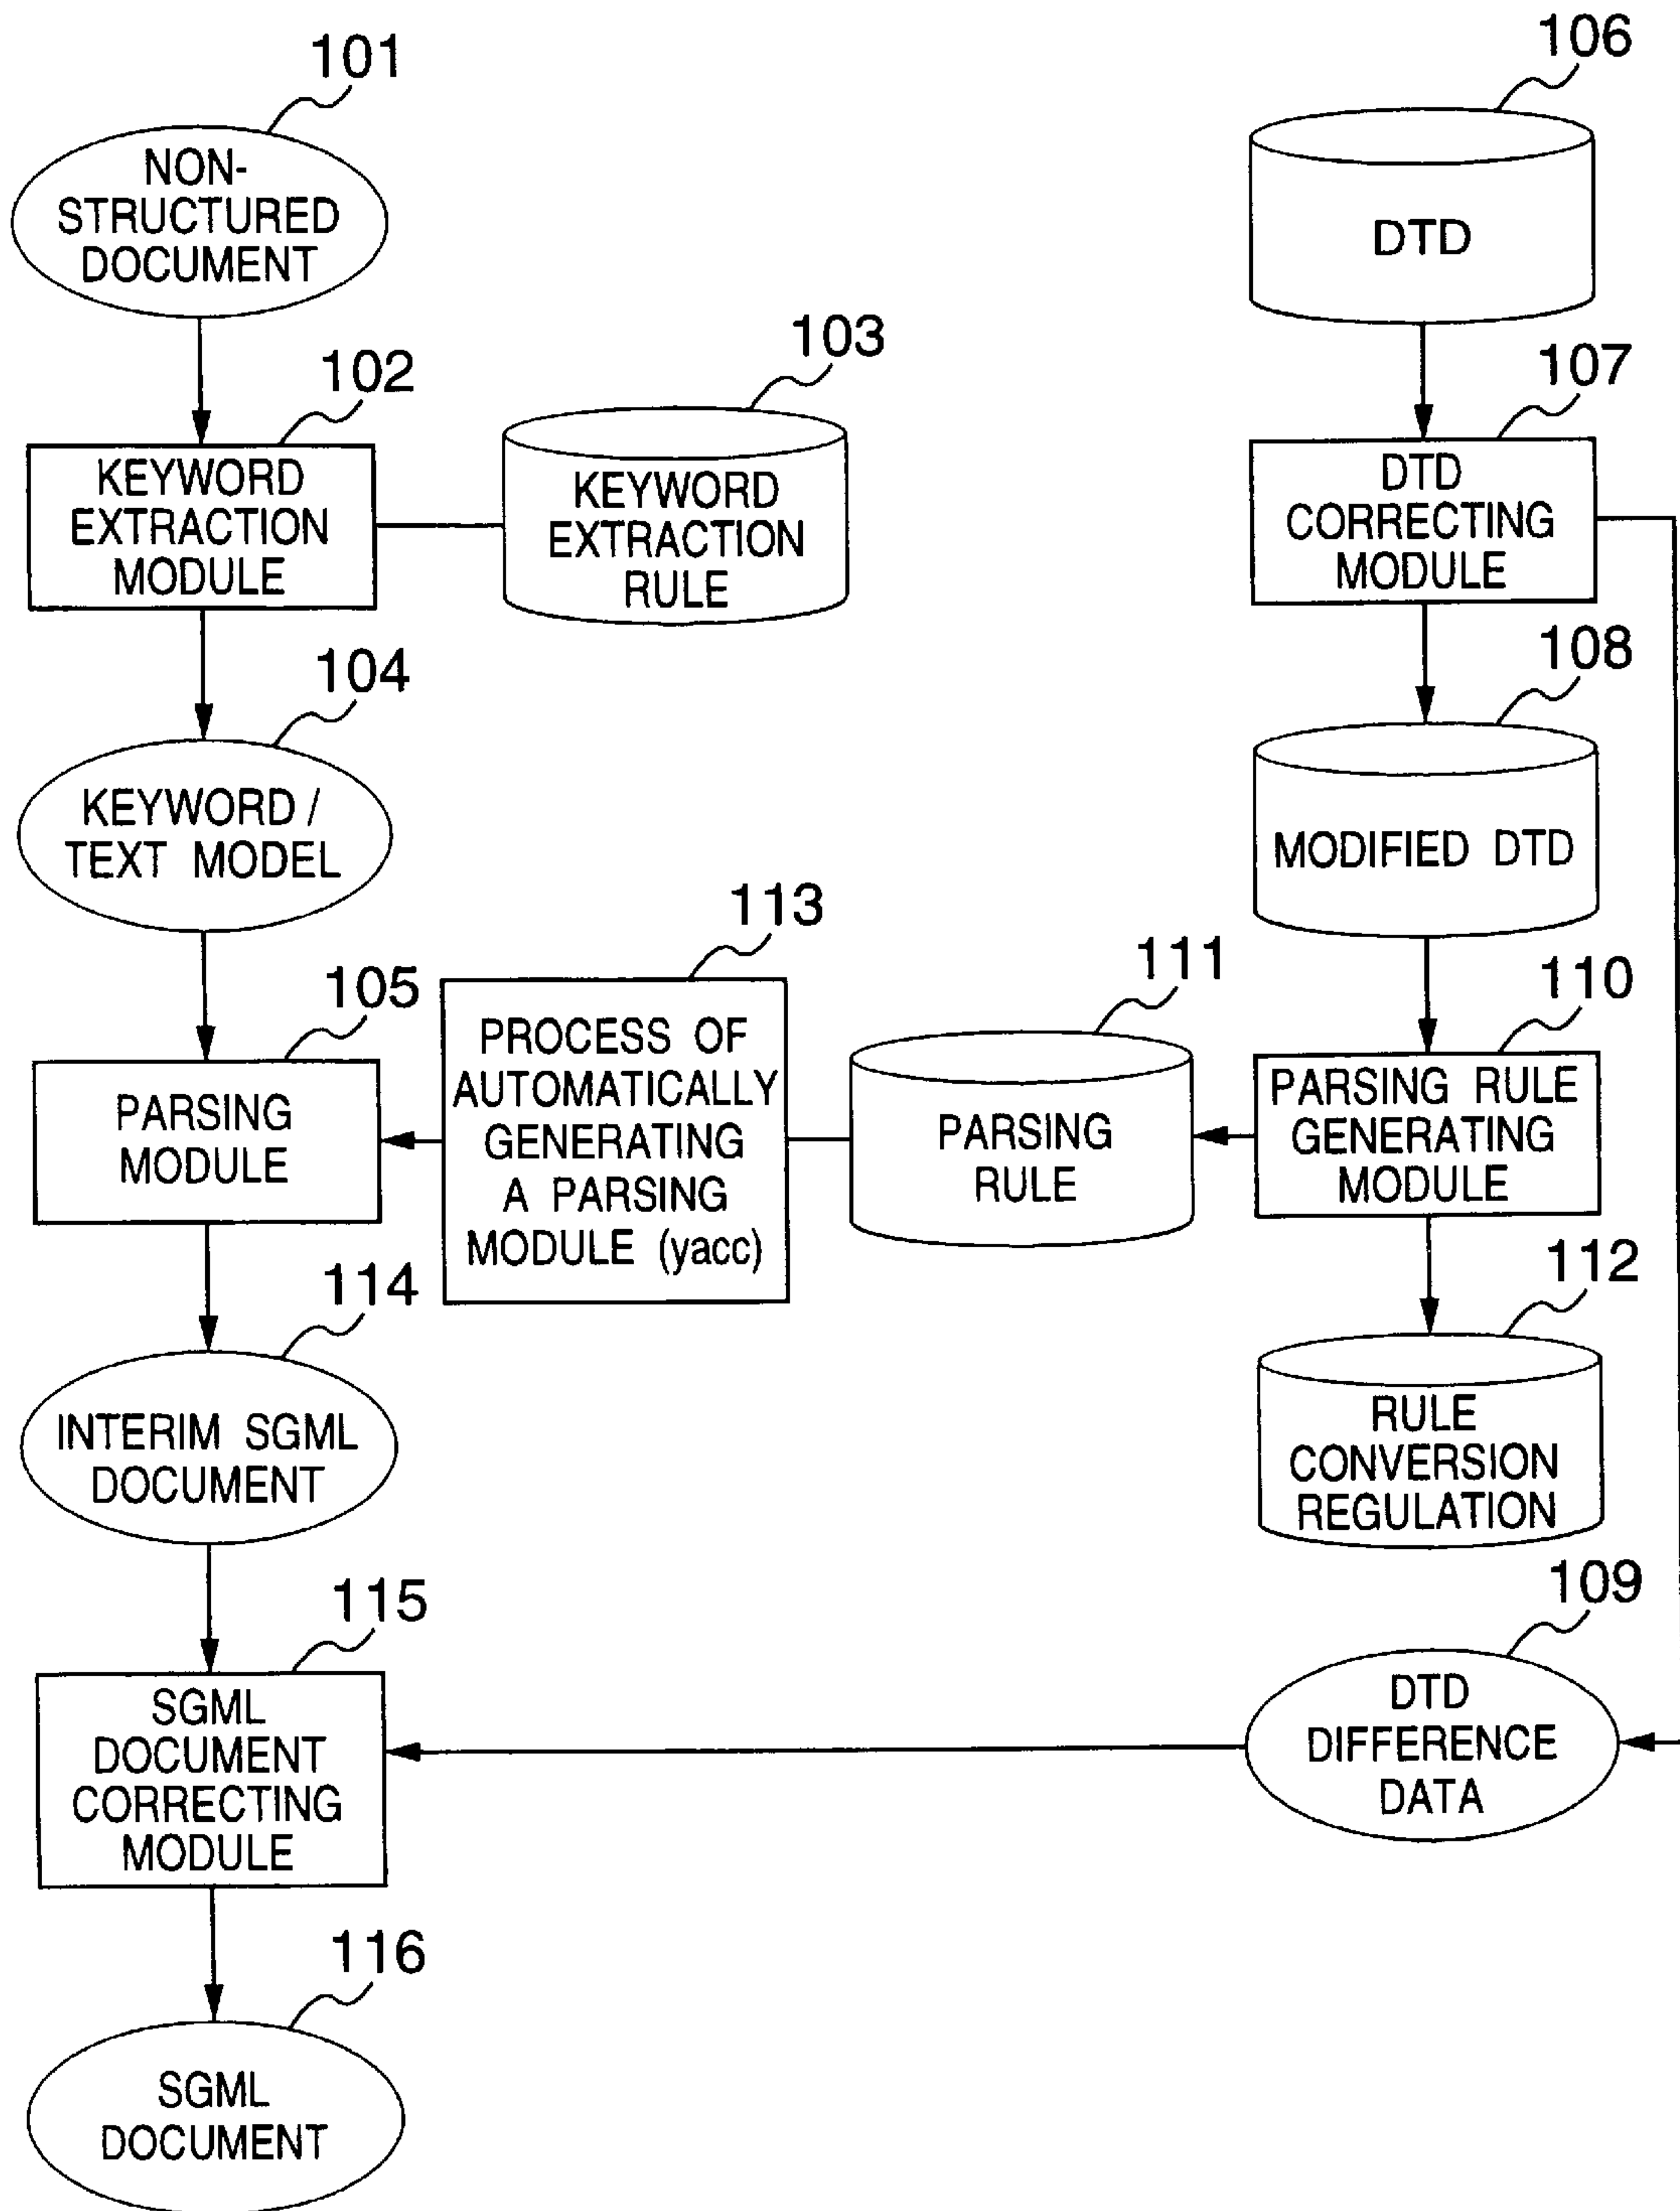 101
NON-
STRUCTURED
DOCUMENT
106
DTD
102
KEYWORD
EXTRACTION
MODULE
103
KEYWORD
EXTRACTION
RULE
107
DTD
CORRECTING
MODULE
104
KEYWORD /
TEXT MODEL
108
MODIFIED DTD
105
PARSING
MODULE
113
PROCESS OF
AUTOMATICALLY
GENERATING
A PARSING
MODULE (yacc)
111
PARSING
RULE
110
PARSING RULE
GENERATING
MODULE
114
INTERIM SGML
DOCUMENT
112
RULE
CONVERSION
REGULATION
115
SGML
DOCUMENT
CORRECTING
MODULE
109
DTD
DIFFERENCE
DATA
116
SGML
DOCUMENT